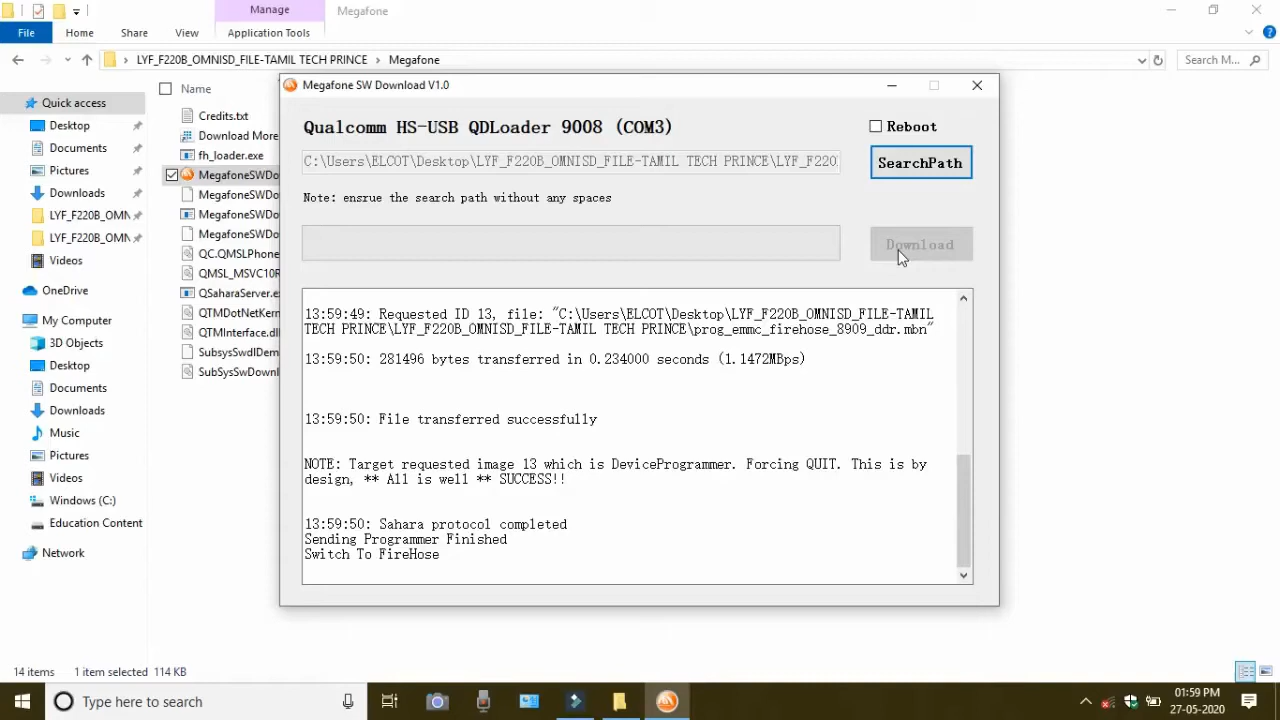 Manage
Megafone
File
Home
Share
View
Application Tools
LYF_F220B_OMNISD_FILE-TAMIL TECH PRINCE > Megafone
Search M...
Quick access
Desktop
Documents
Pictures
Downloads
LYF_F220B_OMN
LYF_F220B_OMN
Videos
OneDrive
My Computer
3D Objects
Desktop
Documents
Downloads
Music
Pictures
Videos
Windows (C:)
Education Content
Network
Name
Credits.txt
Download More
fh_loader.exe
MegafoneSWDo
MegafoneSWDo
MegafoneSWDo
MegafoneSWDo
QC.QMSLPhone
QMSL_MSVC10R
QSaharaServer.ex
QTMDotNetKern
QTMInterface.dl
SubsysSwdlDem
SubSysSwDownl
Megafone SW Download V1.0
Qualcomm HS-USB QDLoader 9008 (COM3)
Reboot
C:\Users\ELCOT\Desktop\LYF_F220B_OMNISD_FILE-TAMIL TECH PRINCE\LYF_F220
SearchPath
Note: ensrue the search path without any spaces
Download
13:59:49: Requested ID 13, file: "C:\Users\ELCOT\Desktop\LYF_F220B_OMNISD_FILE-TAMIL
TECH PRINCE\LYF_F220B_OMNISD_FILE-TAMIL TECH PRINCE\prog_emmc_firehose_8909_ddr.mbn"
13:59:50: 281496 bytes transferred in 0.234000 seconds (1.1472MBps)
13:59:50: File transferred successfully
NOTE: Target requested image 13 which is DeviceProgrammer. Forcing QUIT. This is by
design, ** All is well ** SUCCESS!!
13:59:50: Sahara protocol completed
Sending Programmer Finished
Switch To FireHose
14 items
1 item selected 114 KB
Type here to search
01:59 PM
27-05-2020